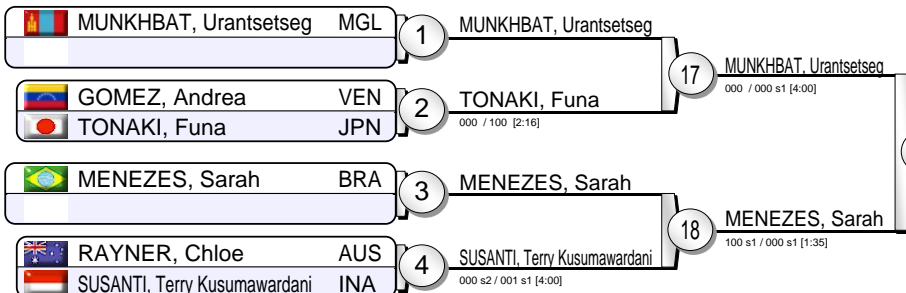 MUNKHBAT, Urantsetseg MGL
1
MUNKHBAT, Urantsetseg
GOMEZ, Andrea VEN
TONAKI, Funa JPN
2
TONAKI, Funa
000 / 100 [2:16]
17
MUNKHBAT, Urantsetseg
000 / 000 s1 [4:00]
MENEZES, Sarah BRA
3
MENEZES, Sarah
RAYNER, Chloe AUS
SUSANTI, Terry Kusumawardani INA
4
SUSANTI, Terry Kusumawardani
000 s2 / 001 s1 [4:00]
18
MENEZES, Sarah
100 s1 / 000 s1 [1:35]